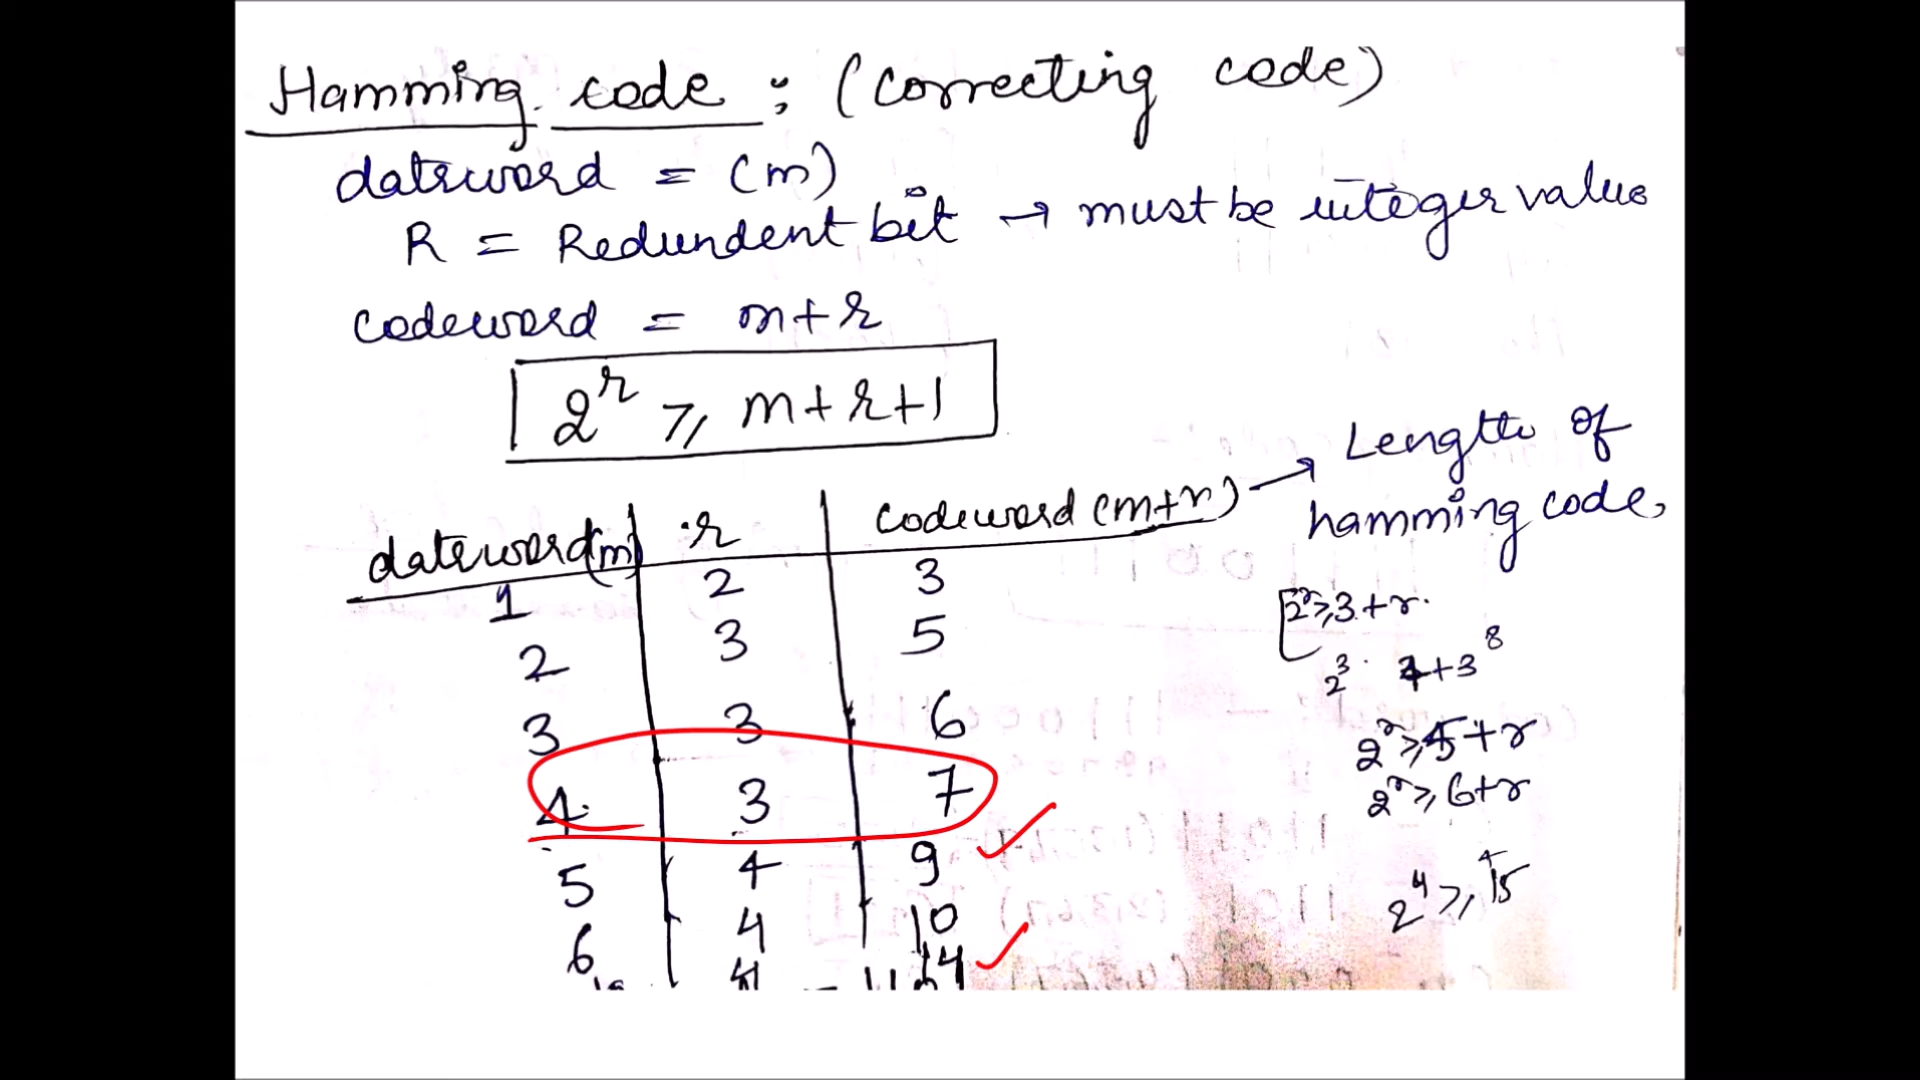 Hamming code : (correcting code)
dataword = (m)
R = Redundent bit → must be integer value
codeword = m+r
2^r ≥ m+r+1
dataword(m) r codeword (m+r) → Length of
hamming code,
1 2 3
2 3 5
3 3 6
4 3 7
5 4 9
6 4 10
14
2^r ≥ 3+r
2^3 4+3 8
2^r ≥ 5+r
2^r ≥ 6+r
2^4 ≥ 15